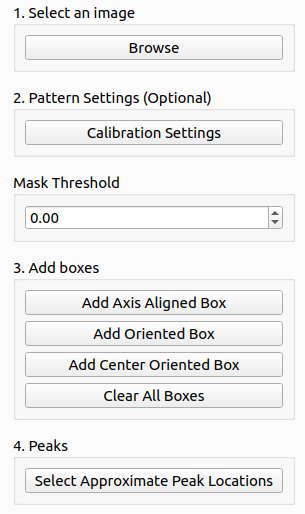 1. Select an image
Browse
2. Pattern Settings (Optional)
Calibration Settings
Mask Threshold
0.00
3. Add boxes
Add Axis Aligned Box
Add Oriented Box
Add Center Oriented Box
Clear All Boxes
4. Peaks
Select Approximate Peak Locations